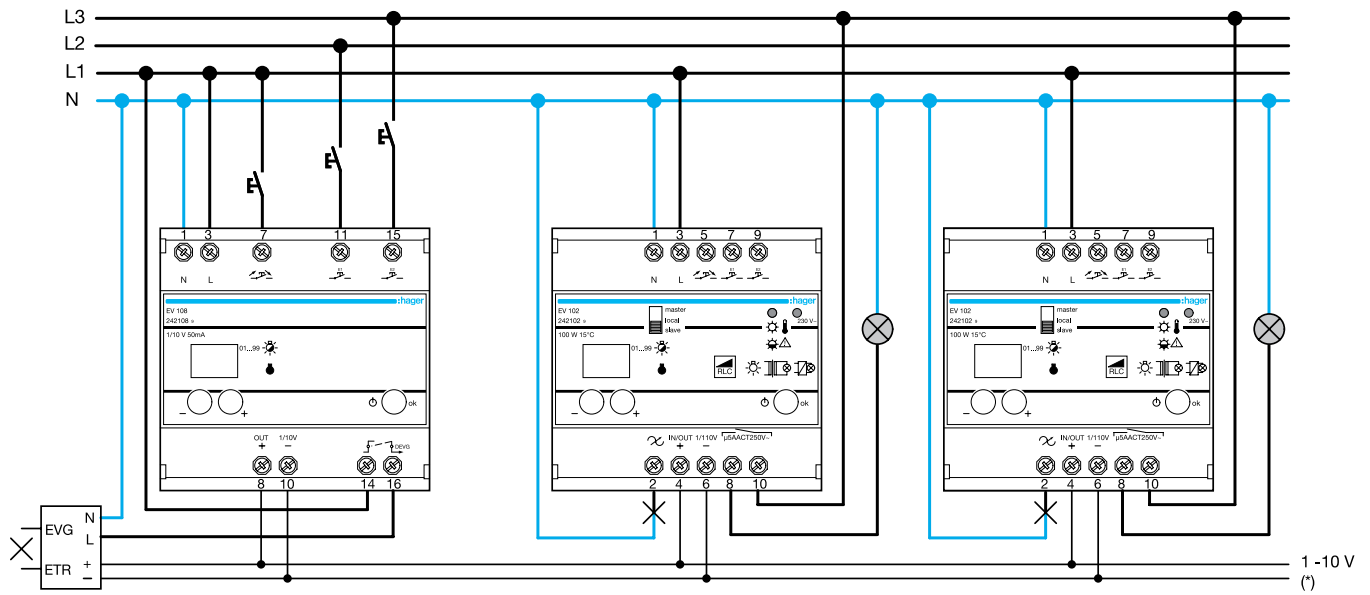 L3
L2
L1
N
1 3 7 11 15
N L
:hager
EV 108
242108 s
1/10 V 50mA
01...99
− + ok
OUT 1/10V
+ −
DEVG
8 10 14 16
1 3 5 7 9
N L
:hager
EV 102
242102 s
master
local
slave
230 V~
100 W 15°C
01...99
RLC
− + ok
IN/OUT 1/110V µ5AACT250V~
+ −
2 4 6 8 10
1 3 5 7 9
N L
:hager
EV 102
242102 s
master
local
slave
230 V~
100 W 15°C
01...99
RLC
− + ok
IN/OUT 1/110V µ5AACT250V~
+ −
2 4 6 8 10
EVG N
L
ETR +
−
1 -10 V
(*)